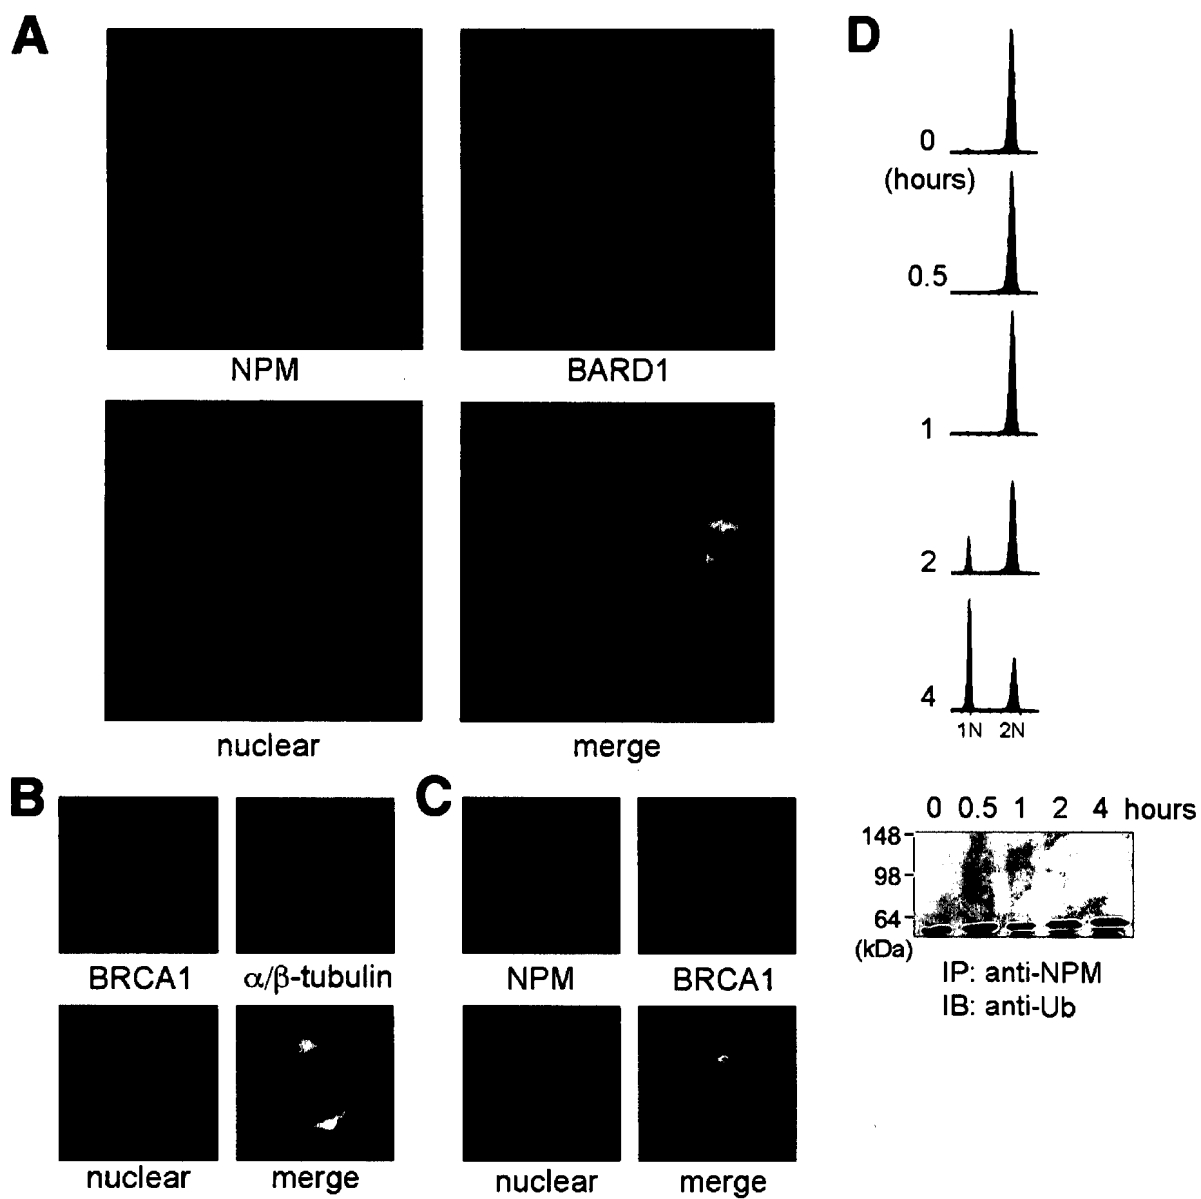 A
D
NPM
BARD1
nuclear
merge
0
(hours)
0.5
1
2
4
1N 2N
B
C
BRCA1
α/β-tubulin
NPM
BRCA1
nuclear
merge
nuclear
merge
0 0.5 1 2 4 hours
148
98
64
(kDa)
IP: anti-NPM
IB: anti-Ub